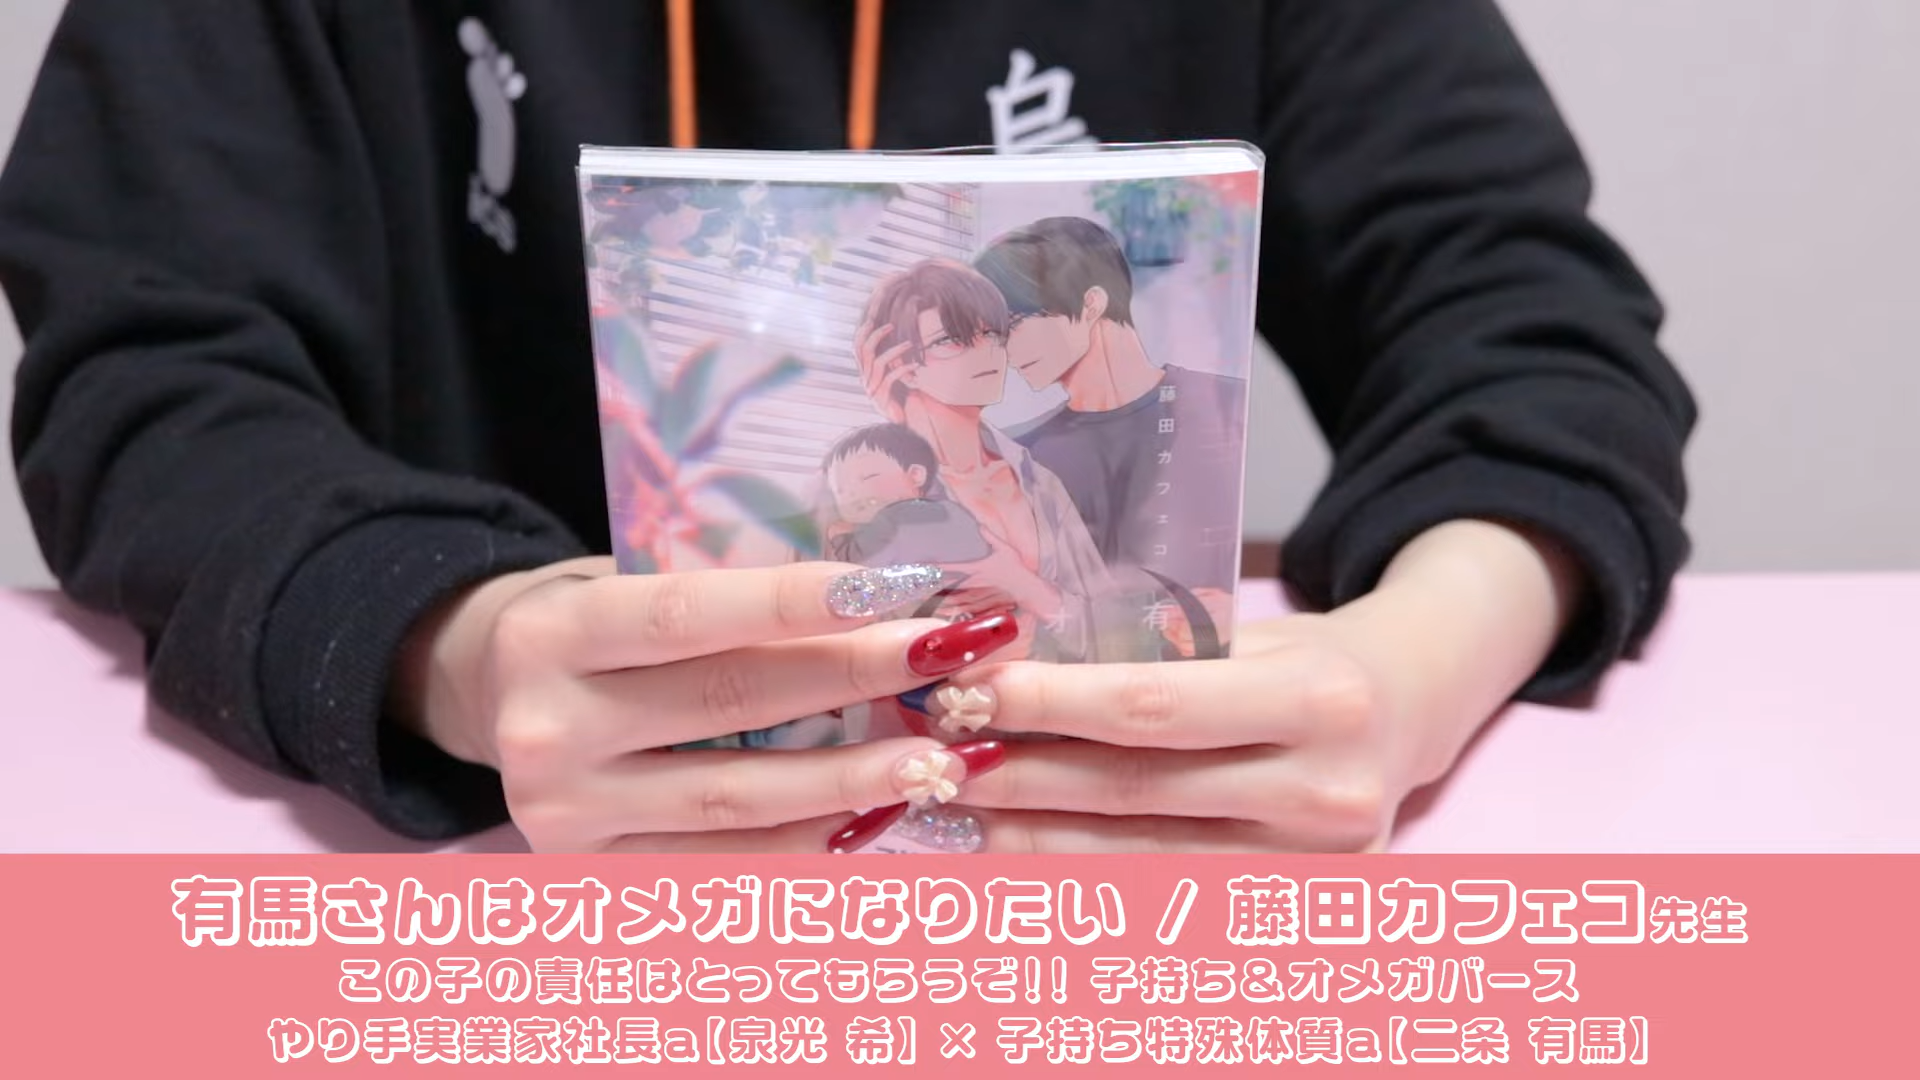 烏
藤田カフェコ
オ
有
有馬さんはオメガになりたい / 藤田カフェコ先生
この子の責任はとってもらうぞ!! 子持ち&オメガバース
やり手実業家社長a【泉光 希】 × 子持ち特殊体質a【二条 有馬】